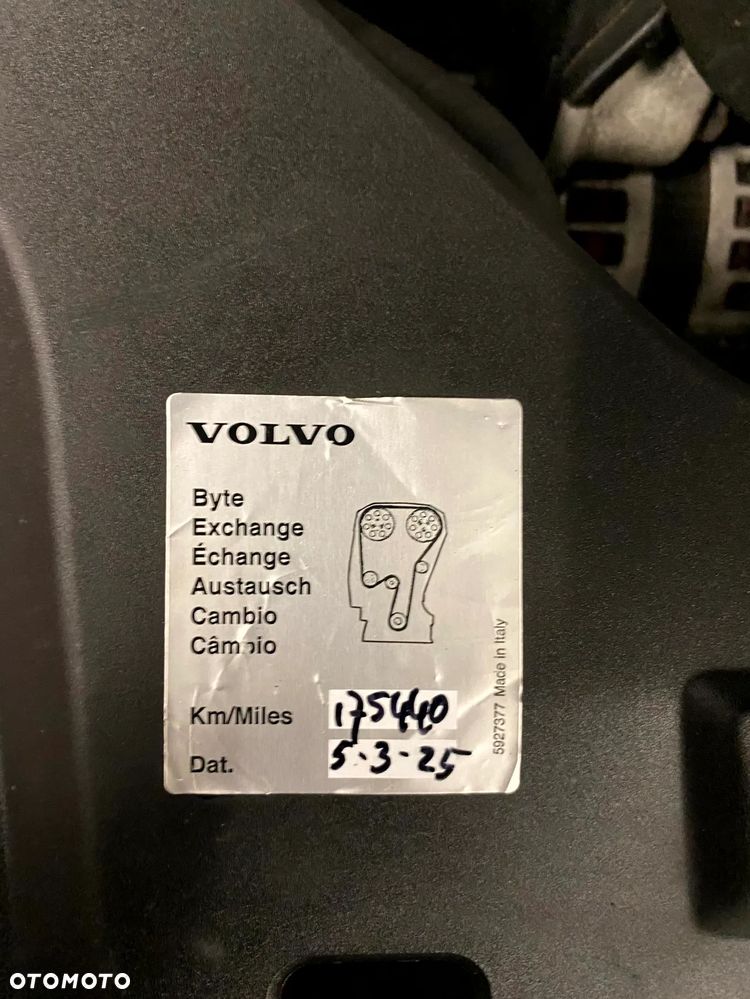 VOLVO
Byte
Exchange
Échange
Austausch
Cambio
Câmbio
Km/Miles 175440
Dat. 5-3-25
5927377 Made in Italy
OTOMOTO